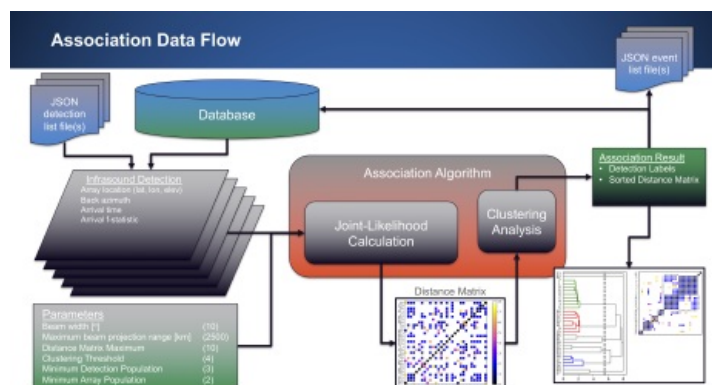 Association Data Flow
JSON event
list file(s)
JSON
detection
list file(s)
Database
Infrasound Detection
Array location (lat, lon, elev)
Back azimuth
Arrival time
Arrival f-statistic
Association Algorithm
Joint-Likelihood
Calculation
Clustering
Analysis
Association Result
• Detection Labels
• Sorted Distance Matrix
Distance Matrix
Parameters
Beam width [°] (10)
Maximum beam projection range [km] (2500)
Distance Matrix Maximum (10)
Clustering Threshold (4)
Minimum Detection Population (3)
Minimum Array Population (2)